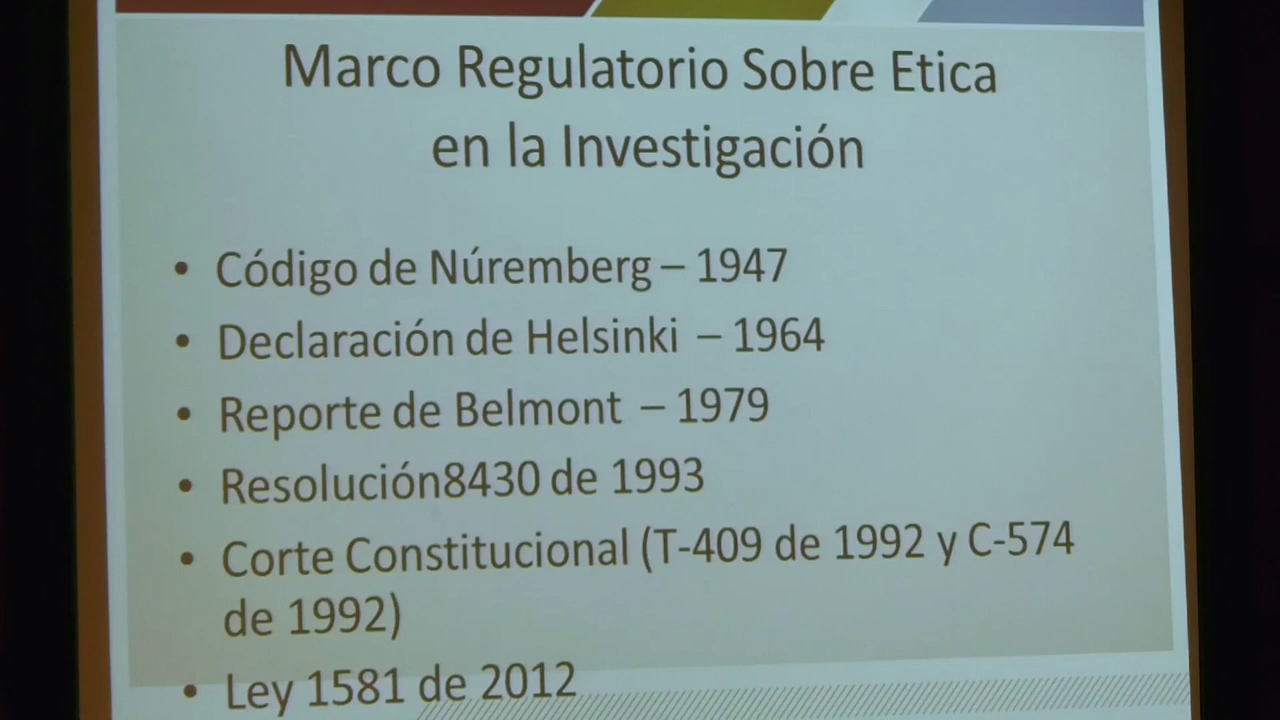 Marco Regulatorio Sobre Etica
en la Investigación
• Código de Núremberg – 1947
• Declaración de Helsinki – 1964
• Reporte de Belmont – 1979
• Resolución8430 de 1993
• Corte Constitucional (T-409 de 1992 y C-574
de 1992)
• Ley 1581 de 2012